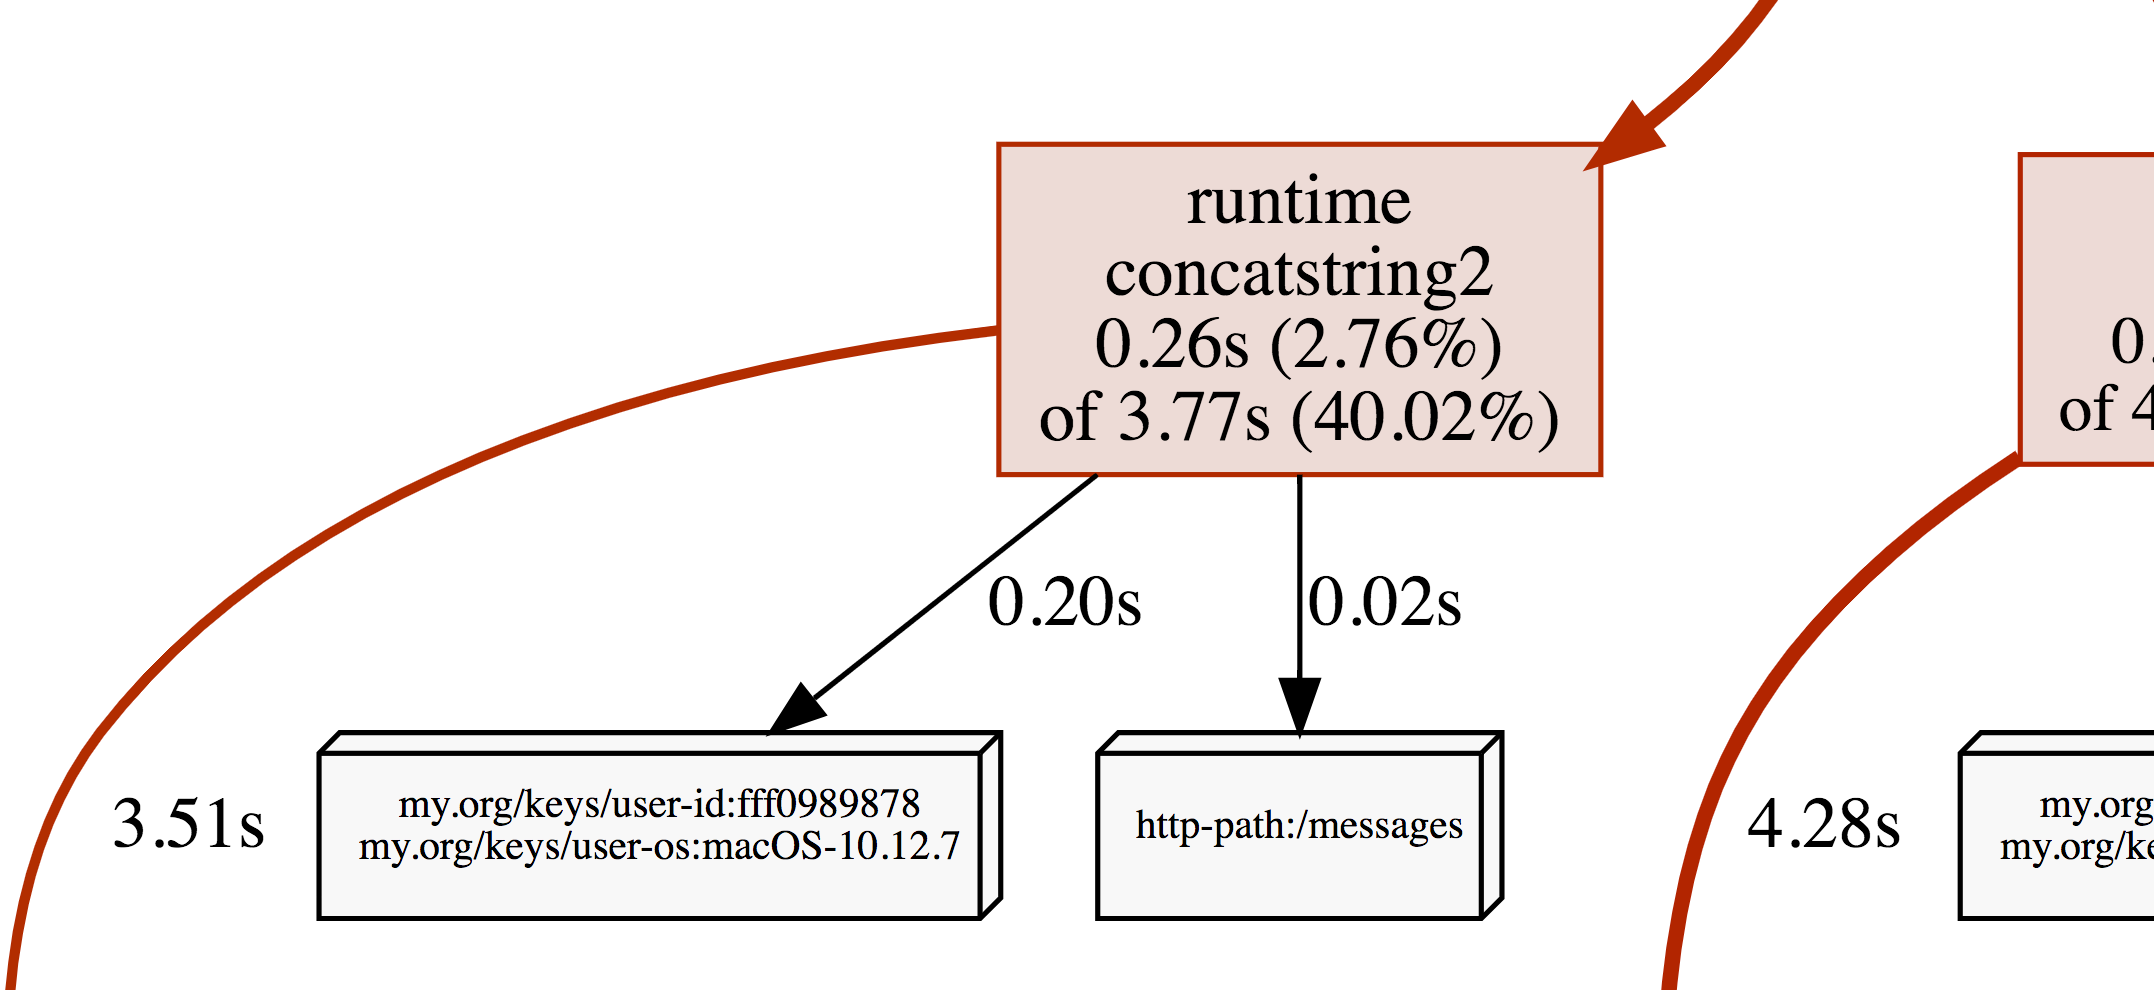 runtime
concatstring2
0.26s (2.76%)
of 3.77s (40.02%)
0.
of 4
0.20s
0.02s
3.51s
my.org/keys/user-id:fff0989878
my.org/keys/user-os:macOS-10.12.7
http-path:/messages
4.28s
my.org
my.org/ke